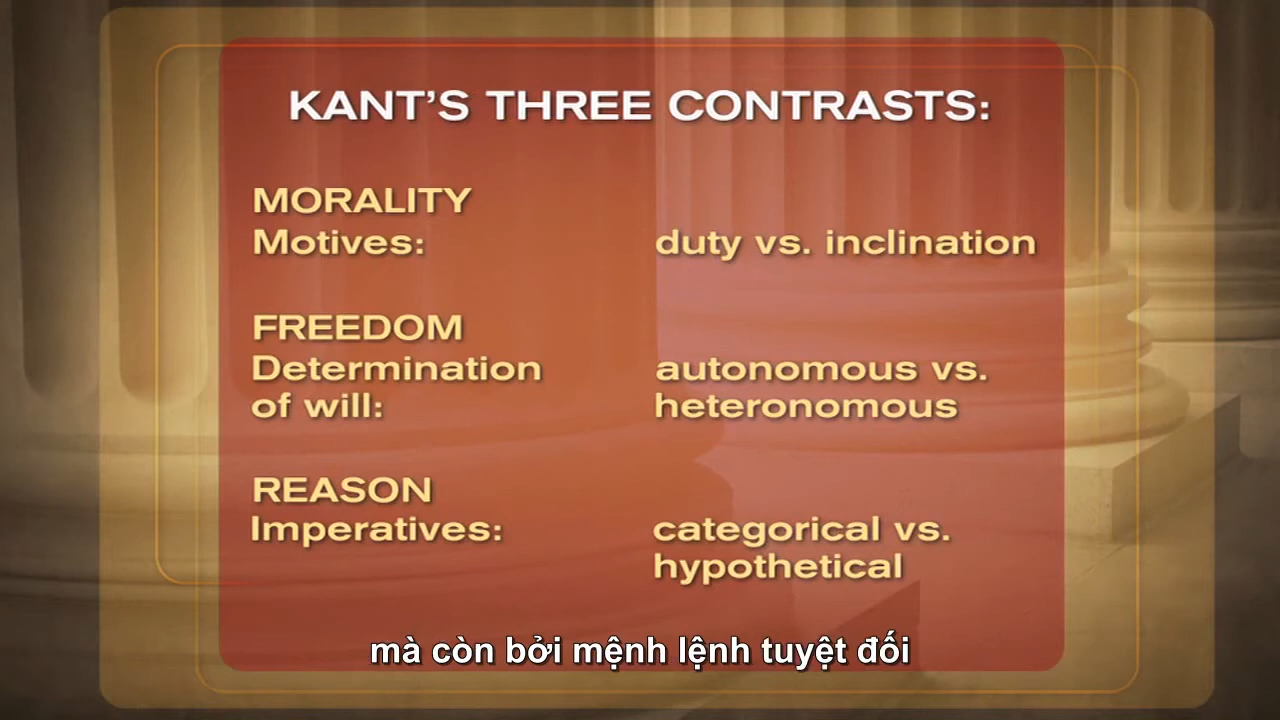 KANT'S THREE CONTRASTS:
MORALITY
Motives: duty vs. inclination
FREEDOM
Determination autonomous vs.
of will: heteronomous
REASON
Imperatives: categorical vs.
hypothetical
mà còn bởi mệnh lệnh tuyệt đối